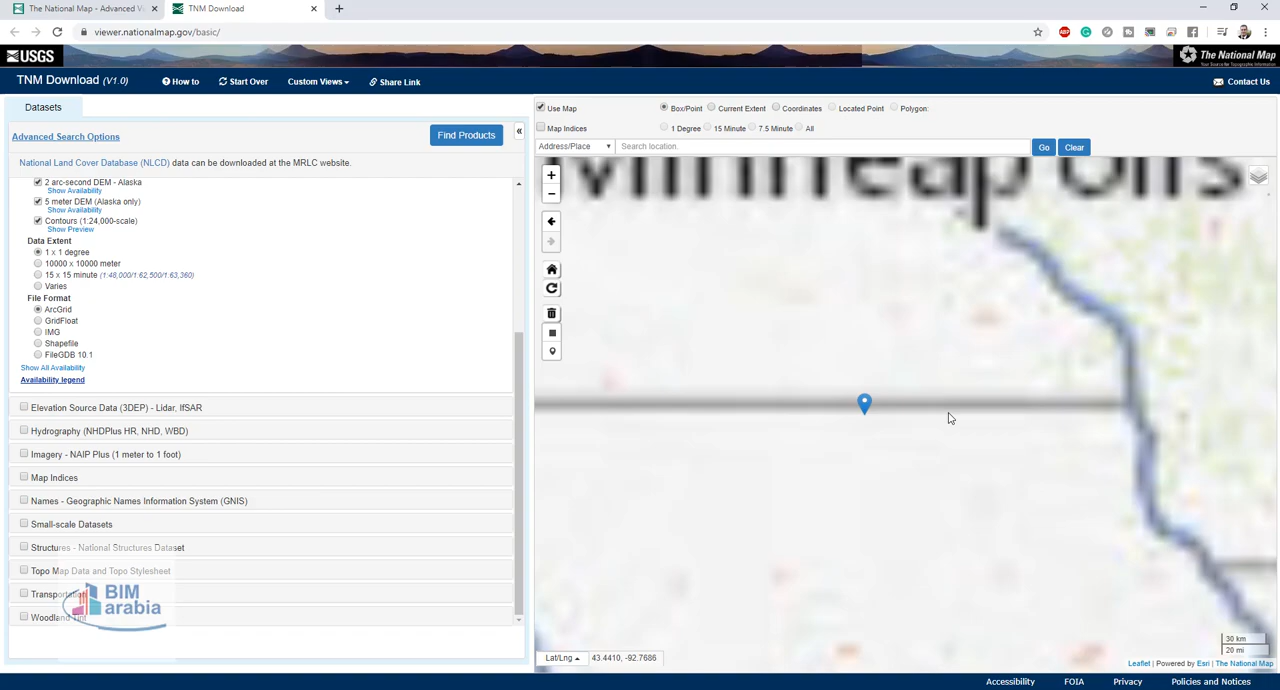 The National Map - Advanced Vi
TNM Download
viewer.nationalmap.gov/basic/
USGS
The National Map
Your Source for Topographic Information
TNM Download (V1.0)
How to
Start Over
Custom Views
Share Link
Contact Us
Datasets
Advanced Search Options
Find Products
National Land Cover Database (NLCD) data can be downloaded at the MRLC website.
2 arc-second DEM - Alaska
Show Availability
5 meter DEM (Alaska only)
Show Availability
Contours (1:24,000-scale)
Show Preview
Data Extent
1 x 1 degree
10000 x 10000 meter
15 x 15 minute (1:48,000/1:62,500/1:63,360)
Varies
File Format
ArcGrid
GridFloat
IMG
Shapefile
FileGDB 10.1
Show All Availability
Availability legend
Elevation Source Data (3DEP) - Lidar, IfSAR
Hydrography (NHDPlus HR, NHD, WBD)
Imagery - NAIP Plus (1 meter to 1 foot)
Map Indices
Names - Geographic Names Information System (GNIS)
Small-scale Datasets
Structures - National Structures Dataset
Topo Map Data and Topo Stylesheet
Transportation
Woodland Tint
BIM
arabia
Use Map
Box/Point
Current Extent
Coordinates
Located Point
Polygon:
Map Indices
1 Degree
15 Minute
7.5 Minute
All
Address/Place
Search location.
Go
Clear
Minneapolis
Lat/Lng
43.4410, -92.7686
30 km
20 mi
Leaflet | Powered by Esri | The National Map
Accessibility
FOIA
Privacy
Policies and Notices